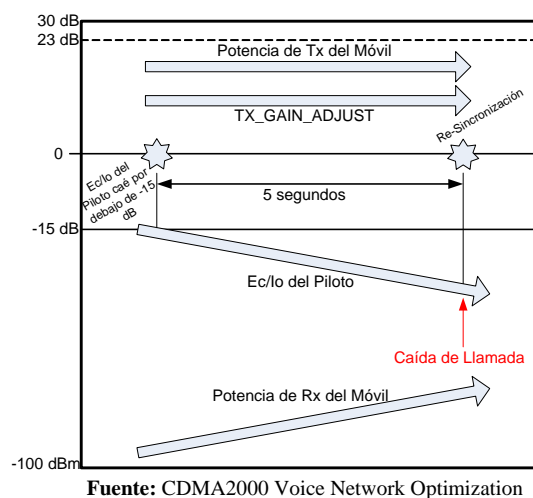 30 dB
23 dB
Potencia de Tx del Móvil
TX_GAIN_ADJUST
Re-Sincronización
0
Ec/Io del
Piloto caé por
debajo de -15
dB
5 segundos
-15 dB
Ec/Io del Piloto
Caída de Llamada
Potencia de Rx del Móvil
-100 dBm
Fuente: CDMA2000 Voice Network Optimization